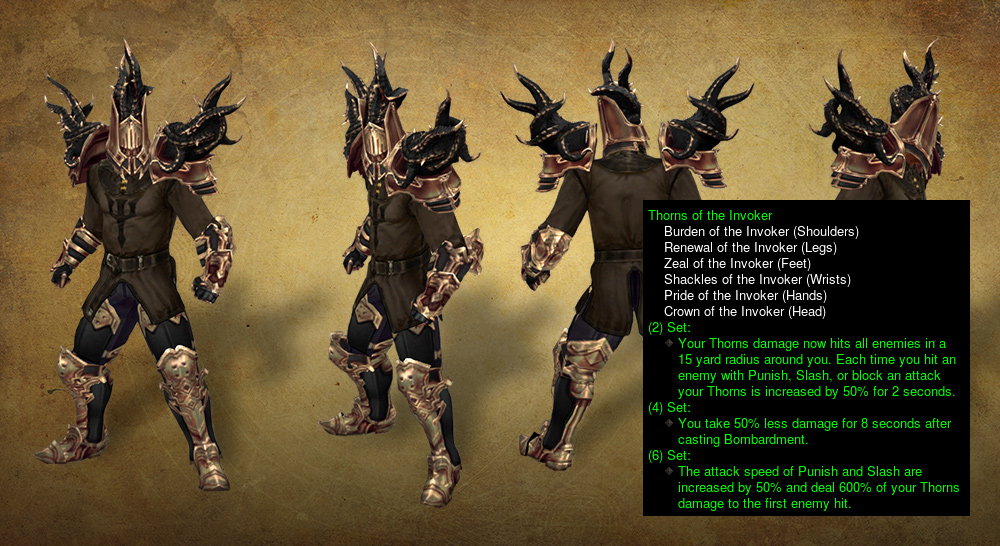 Thorns of the Invoker
Burden of the Invoker (Shoulders)
Renewal of the Invoker (Legs)
Zeal of the Invoker (Feet)
Shackles of the Invoker (Wrists)
Pride of the Invoker (Hands)
Crown of the Invoker (Head)
(2) Set:
Your Thorns damage now hits all enemies in a
15 yard radius around you. Each time you hit an
enemy with Punish, Slash, or block an attack
your Thorns is increased by 50% for 2 seconds.
(4) Set:
You take 50% less damage for 8 seconds after
casting Bombardment.
(6) Set:
The attack speed of Punish and Slash are
increased by 50% and deal 600% of your Thorns
damage to the first enemy hit.